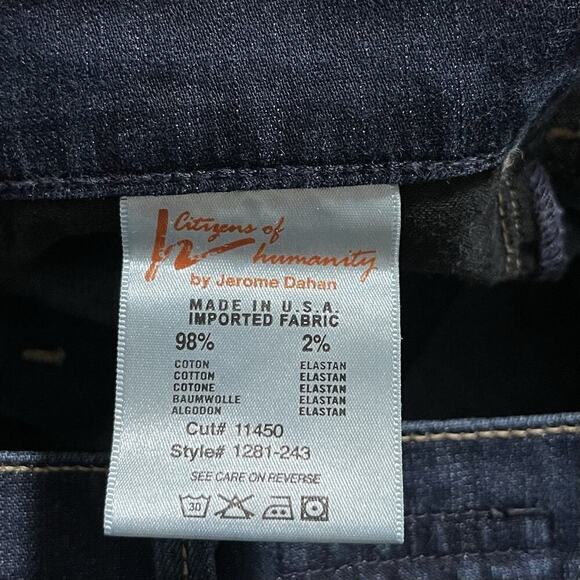 Citizens of
humanity
by Jerome Dahan
MADE IN U.S.A.
IMPORTED FABRIC
98% 2%
COTON ELASTAN
COTTON ELASTAN
COTONE ELASTAN
BAUMWOLLE ELASTAN
ALGODON ELASTAN
Cut# 11450
Style# 1281-243
SEE CARE ON REVERSE
30